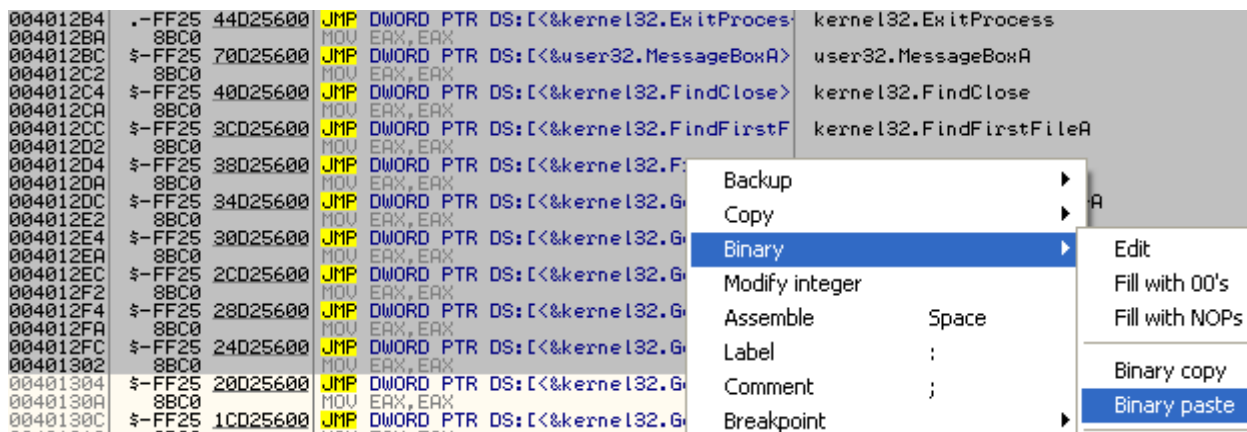 004012B4 .-FF25 44D25600 JMP DWORD PTR DS:[<&kernel32.ExitProces kernel32.ExitProcess
004012BA 8BC0 MOV EAX,EAX
004012BC $-FF25 70D25600 JMP DWORD PTR DS:[<&user32.MessageBoxA> user32.MessageBoxA
004012C2 8BC0 MOV EAX,EAX
004012C4 $-FF25 40D25600 JMP DWORD PTR DS:[<&kernel32.FindClose> kernel32.FindClose
004012CA 8BC0 MOV EAX,EAX
004012CC $-FF25 3CD25600 JMP DWORD PTR DS:[<&kernel32.FindFirstF kernel32.FindFirstFileA
004012D2 8BC0 MOV EAX,EAX
004012D4 $-FF25 38D25600 JMP DWORD PTR DS:[<&kernel32.F
004012DA 8BC0 MOV EAX,EAX
004012DC $-FF25 34D25600 JMP DWORD PTR DS:[<&kernel32.G A
004012E2 8BC0 MOV EAX,EAX
004012E4 $-FF25 30D25600 JMP DWORD PTR DS:[<&kernel32.G
004012EA 8BC0 MOV EAX,EAX
004012EC $-FF25 2CD25600 JMP DWORD PTR DS:[<&kernel32.G
004012F2 8BC0 MOV EAX,EAX
004012F4 $-FF25 28D25600 JMP DWORD PTR DS:[<&kernel32.G
004012FA 8BC0 MOV EAX,EAX
004012FC $-FF25 24D25600 JMP DWORD PTR DS:[<&kernel32.G
00401302 8BC0 MOV EAX,EAX
00401304 $-FF25 20D25600 JMP DWORD PTR DS:[<&kernel32.G
0040130A 8BC0 MOV EAX,EAX
0040130C $-FF25 1CD25600 JMP DWORD PTR DS:[<&kernel32.G
Backup
Copy
Binary
Modify integer
Assemble Space
Label :
Comment ;
Breakpoint
Edit
Fill with 00's
Fill with NOPs
Binary copy
Binary paste